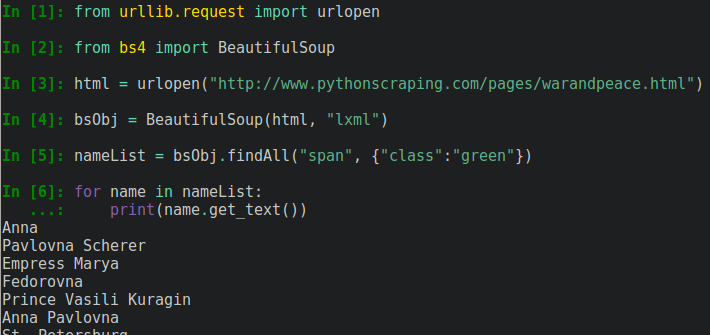 In [1]: from urllib.request import urlopen
In [2]: from bs4 import BeautifulSoup
In [3]: html = urlopen("http://www.pythonscraping.com/pages/warandpeace.html")
In [4]: bsObj = BeautifulSoup(html, "lxml")
In [5]: nameList = bsObj.findAll("span", {"class":"green"})
In [6]: for name in nameList:
...: print(name.get_text())
Anna
Pavlovna Scherer
Empress Marya
Fedorovna
Prince Vasili Kuragin
Anna Pavlovna
St. Petersburg